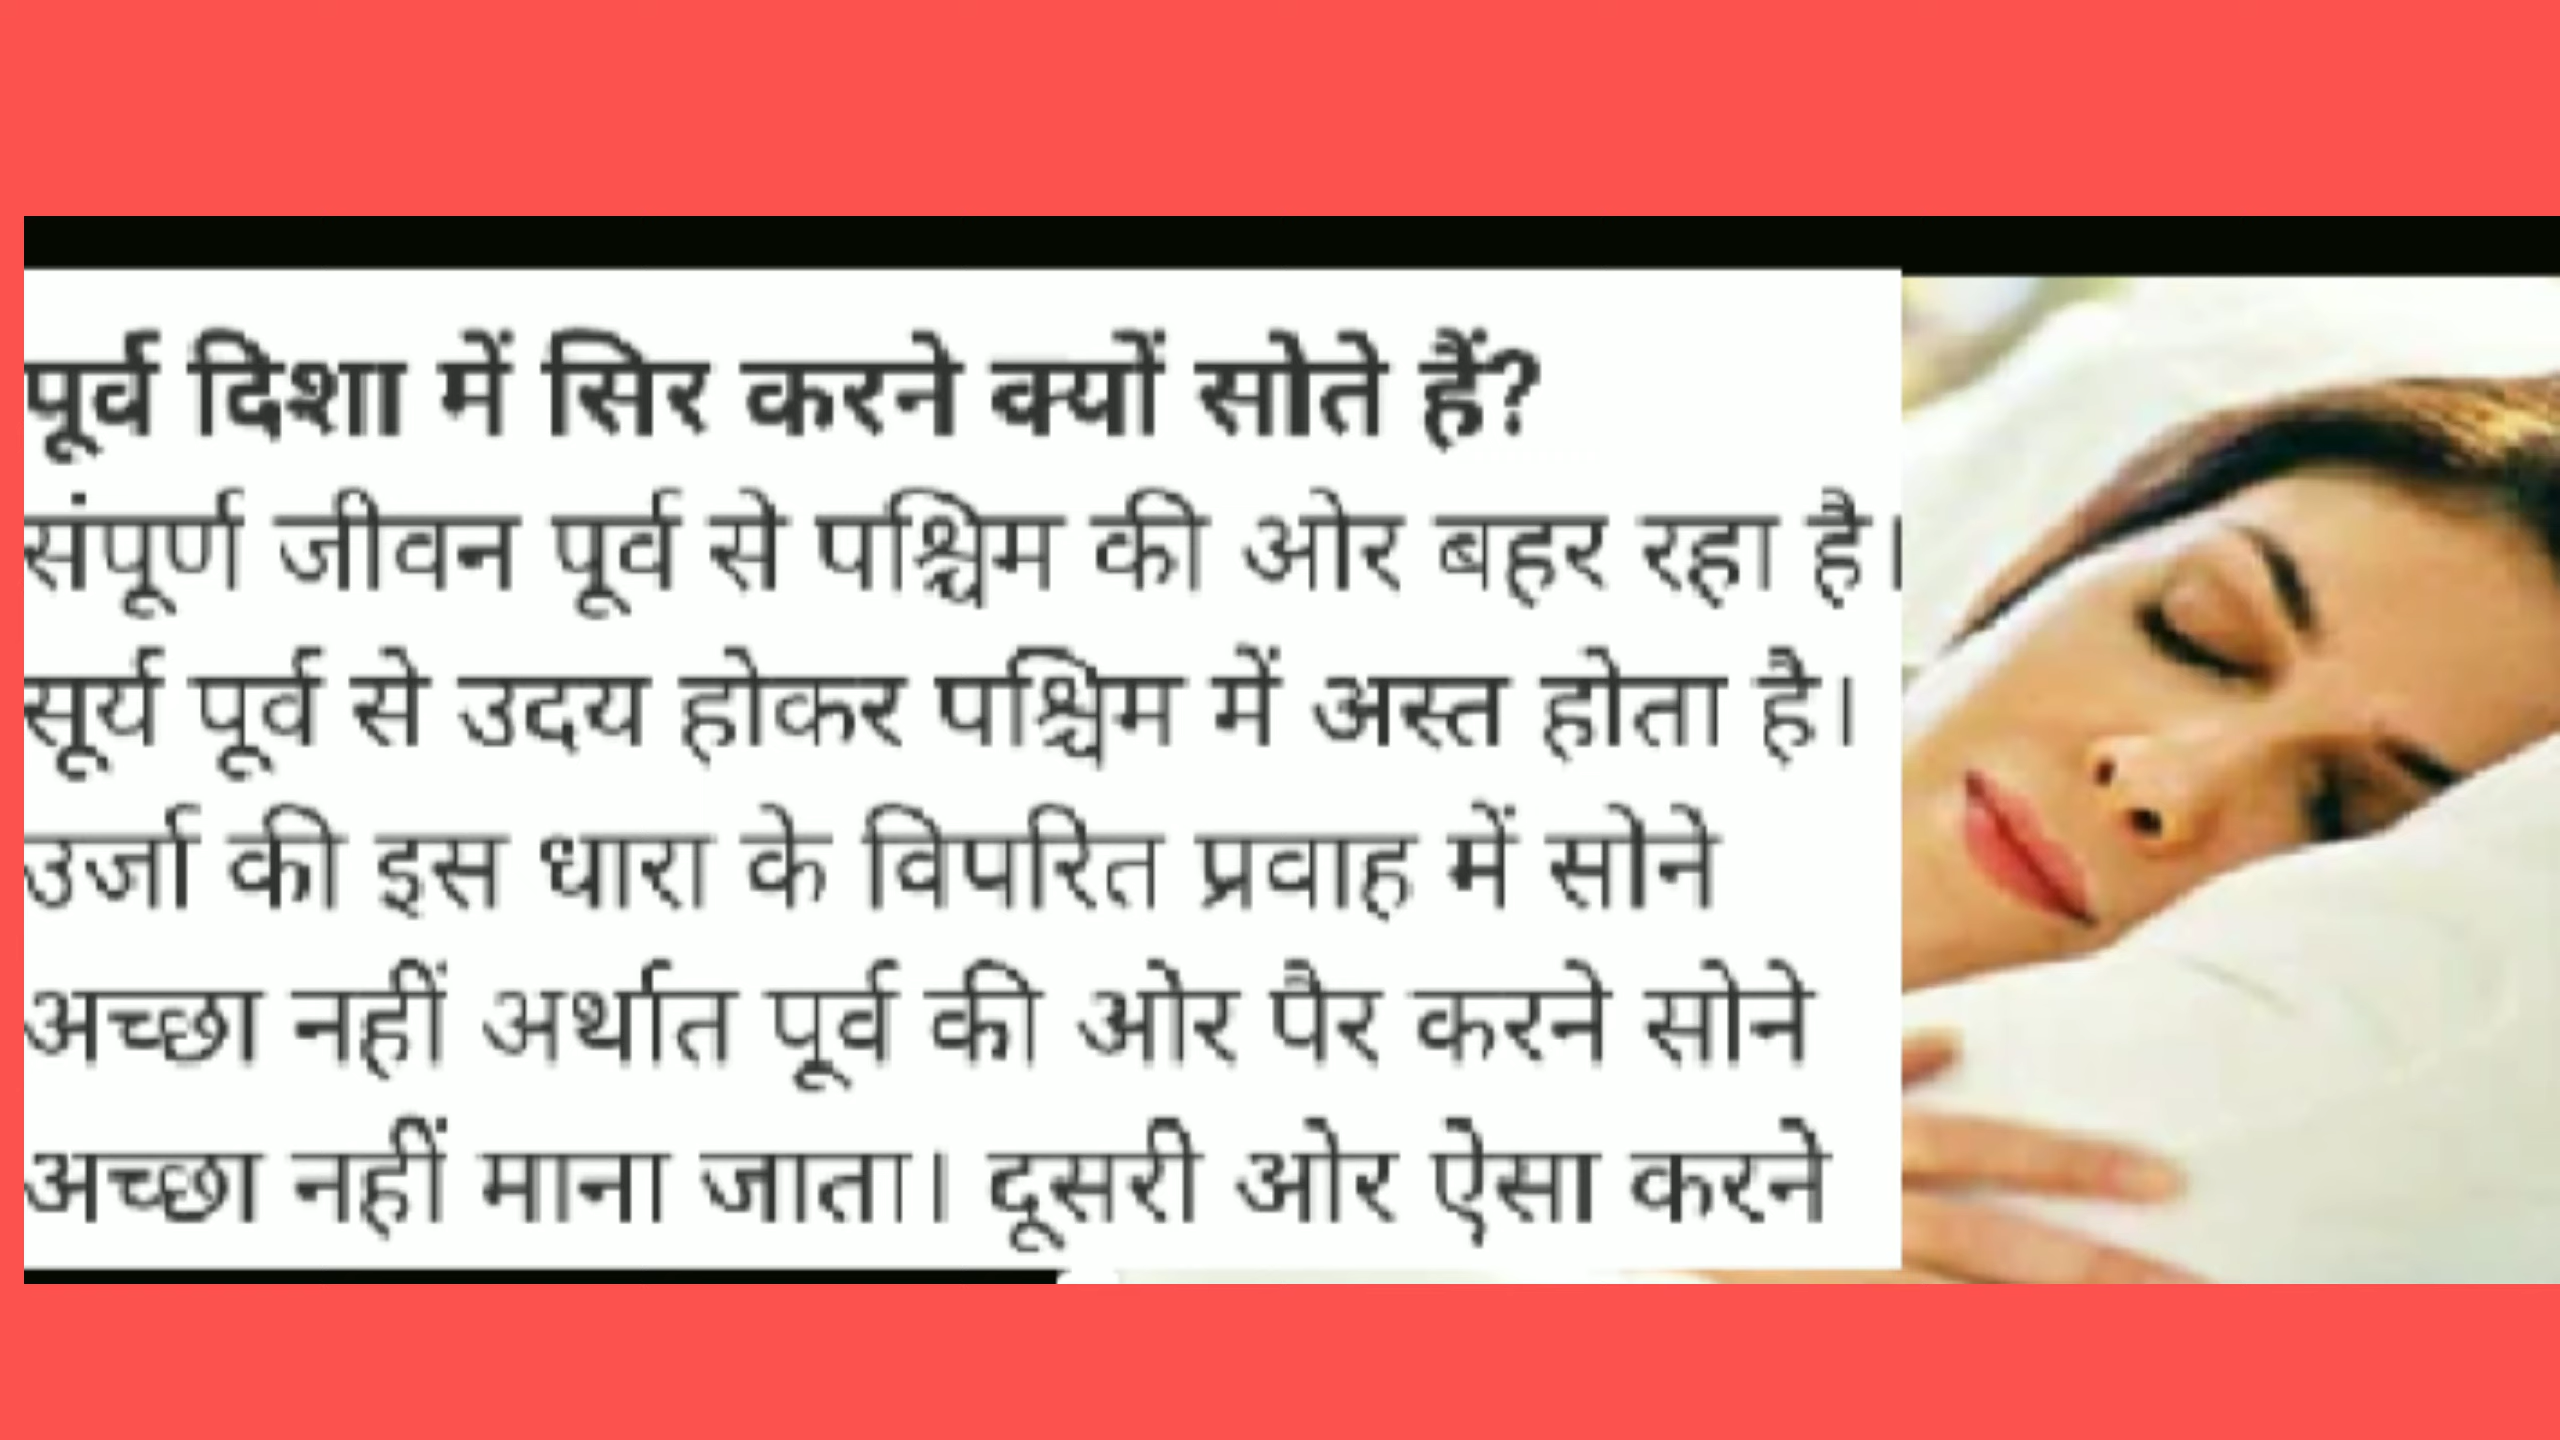 पूर्व दिशा में सिर करने क्यों सोते हैं?
संपूर्ण जीवन पूर्व से पश्चिम की ओर बहर रहा है।
सूर्य पूर्व से उदय होकर पश्चिम में अस्त होता है।
उर्जा की इस धारा के विपरित प्रवाह में सोने
अच्छा नहीं अर्थात पूर्व की ओर पैर करने सोने
अच्छा नहीं माना जाता। दूसरी ओर ऐसा करने